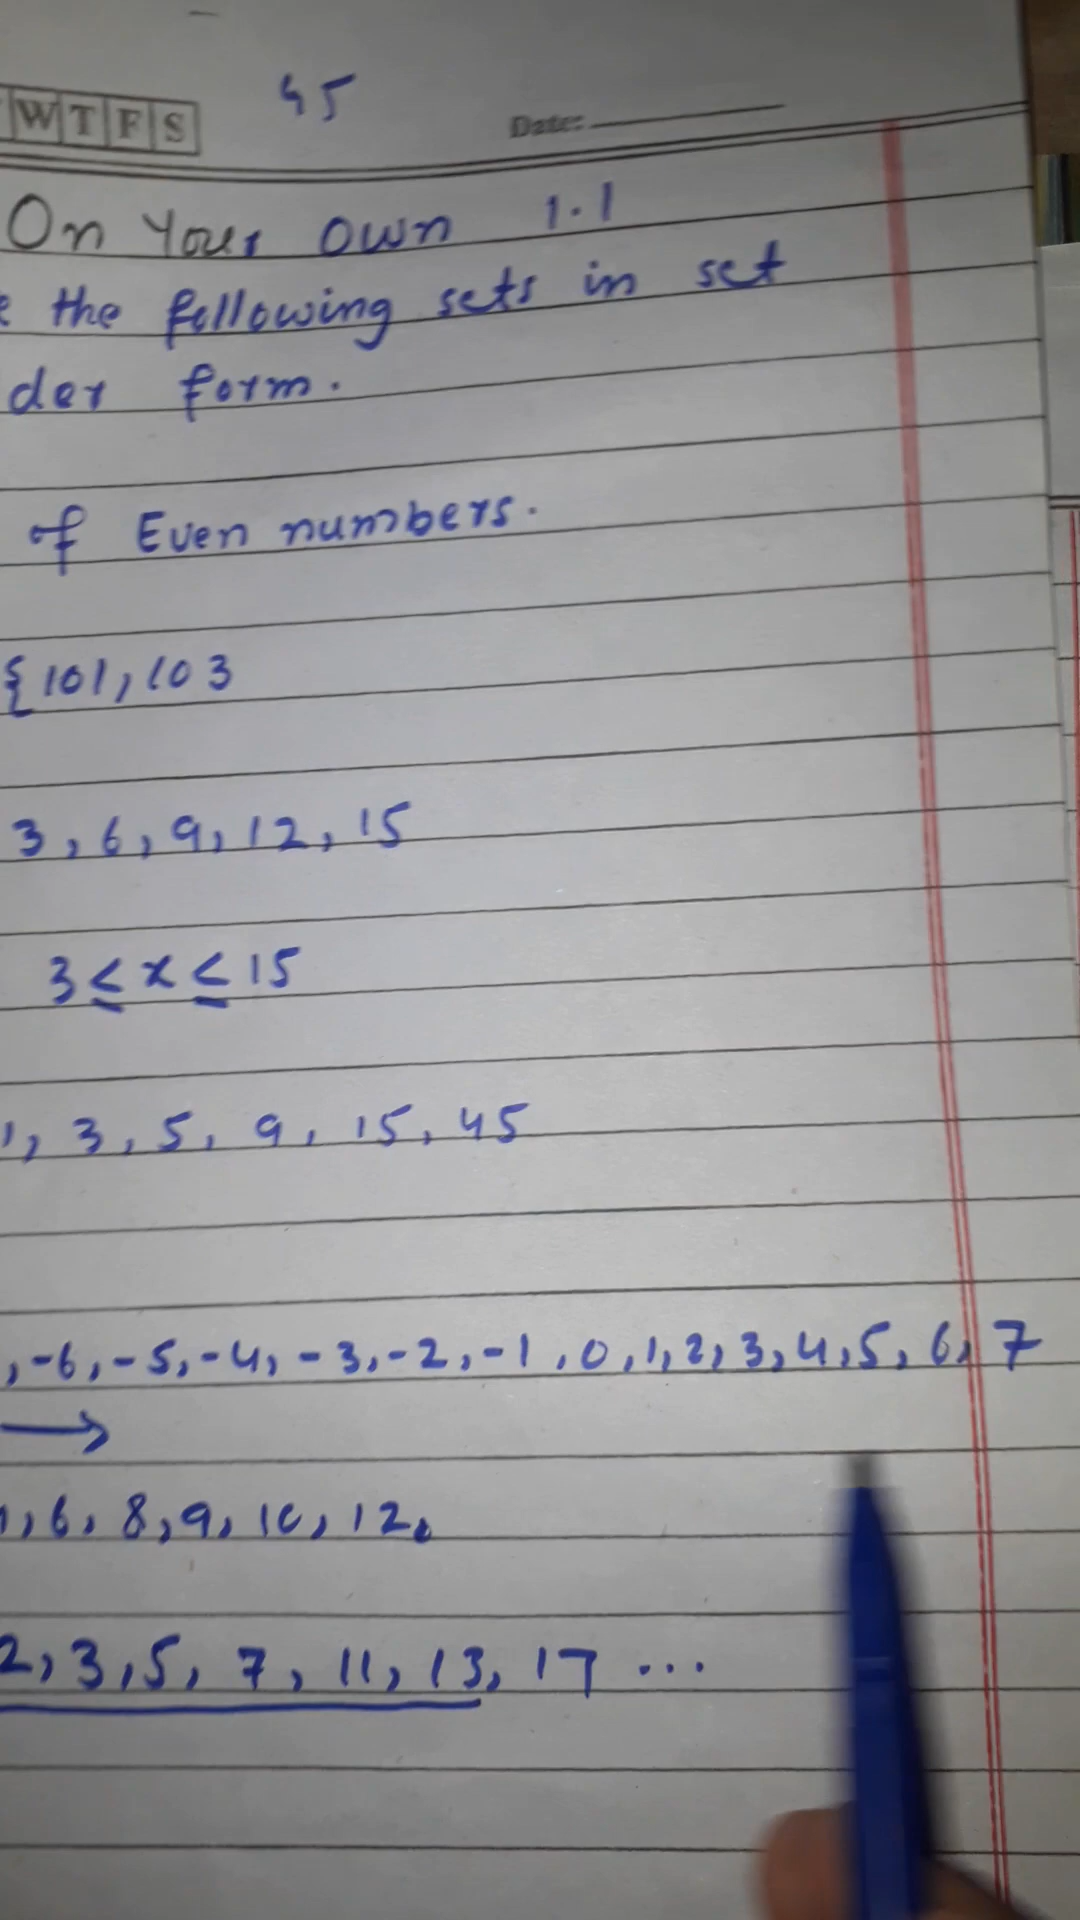 45
W T F S
Date:
On Your Own 1.1
the following sets in set
der form.
of Even numbers.
{101, 103
3, 6, 9, 12, 15
3 ≤ x ≤ 15
1, 3, 5, 9, 15, 45
, -6, -5, -4, -3, -2, -1, 0, 1, 2, 3, 4, 5, 6, 7
→
, 6, 8, 9, 10, 12,
2, 3, 5, 7, 11, 13, 17 ...